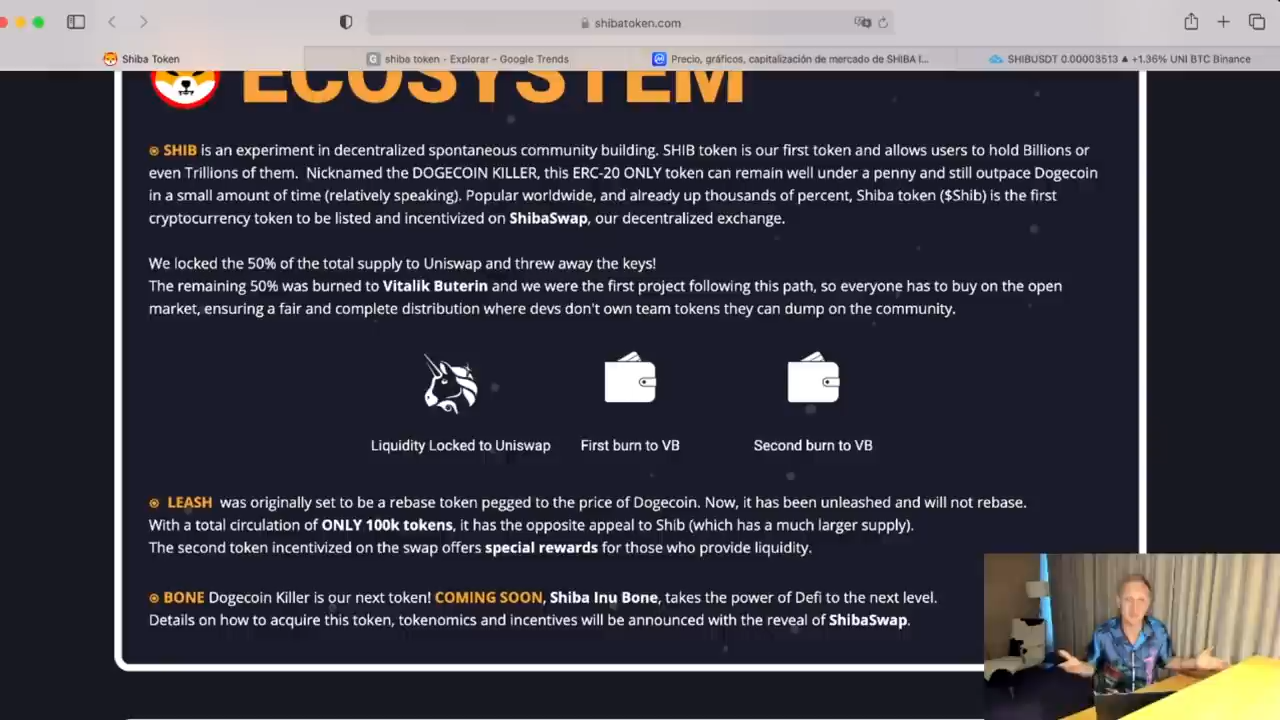 shibatoken.com
Shiba Token
shiba token - Explorar - Google Trends
Precio, gráficos, capitalización de mercado de SHIBA I...
SHIBUSDT 0.00003513 ▲ +1.36% UNI BTC Binance
ECOSYSTEM
SHIB is an experiment in decentralized spontaneous community building. SHIB token is our first token and allows users to hold Billions or
even Trillions of them. Nicknamed the DOGECOIN KILLER, this ERC-20 ONLY token can remain well under a penny and still outpace Dogecoin
in a small amount of time (relatively speaking). Popular worldwide, and already up thousands of percent, Shiba token ($Shib) is the first
cryptocurrency token to be listed and incentivized on ShibaSwap, our decentralized exchange.
We locked the 50% of the total supply to Uniswap and threw away the keys!
The remaining 50% was burned to Vitalik Buterin and we were the first project following this path, so everyone has to buy on the open
market, ensuring a fair and complete distribution where devs don't own team tokens they can dump on the community.
Liquidity Locked to Uniswap
First burn to VB
Second burn to VB
LEASH was originally set to be a rebase token pegged to the price of Dogecoin. Now, it has been unleashed and will not rebase.
With a total circulation of ONLY 100k tokens, it has the opposite appeal to Shib (which has a much larger supply).
The second token incentivized on the swap offers special rewards for those who provide liquidity.
BONE Dogecoin Killer is our next token! COMING SOON, Shiba Inu Bone, takes the power of Defi to the next level.
Details on how to acquire this token, tokenomics and incentives will be announced with the reveal of ShibaSwap.